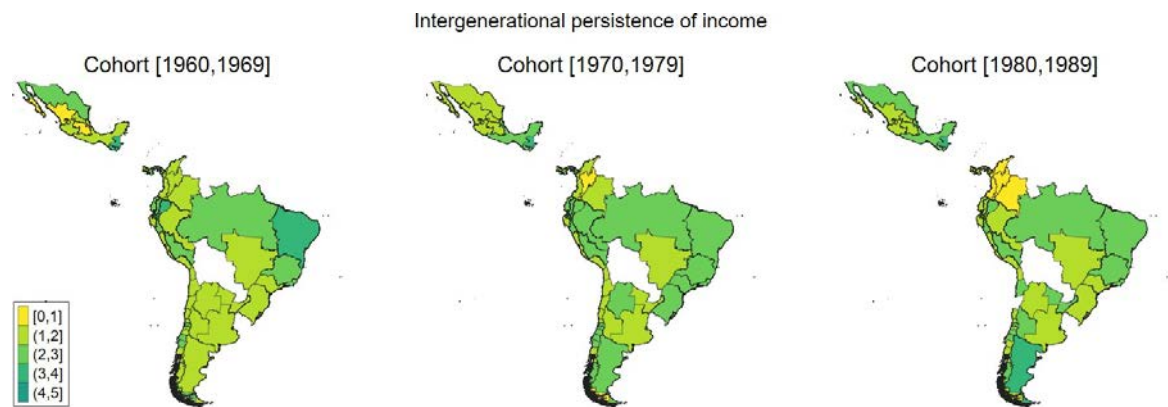 Intergenerational persistence of income
Cohort [1960,1969]
Cohort [1970,1979]
Cohort [1980,1989]
[0,1]
(1,2]
(2,3]
(3,4]
(4,5]